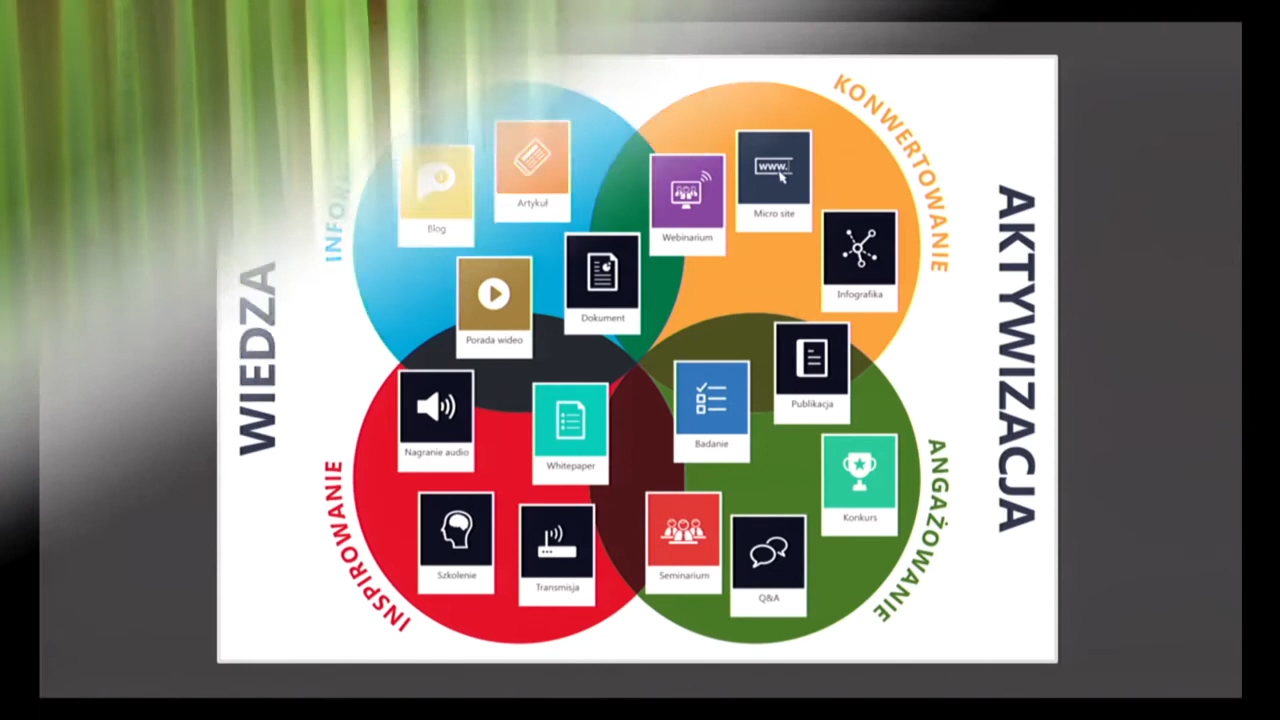 KONWERTOWANIE
WIEDZA
AKTYWIZACJA
Blog
Artykuł
Webinarium
Micro site
www.
Infografika
Porada wideo
Dokument
Publikacja
Nagranie audio
Whitepaper
Badanie
Konkurs
Szkolenie
Transmisja
Seminarium
Q&A
INSPIROWANIE
ANGAŻOWANIE